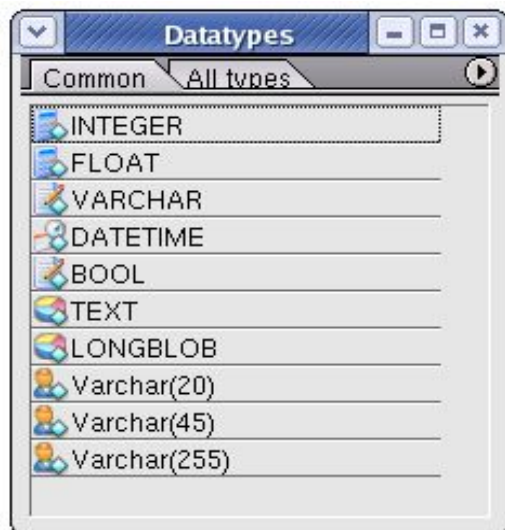 Datatypes
Common All types
INTEGER
FLOAT
VARCHAR
DATETIME
BOOL
TEXT
LONGBLOB
Varchar(20)
Varchar(45)
Varchar(255)